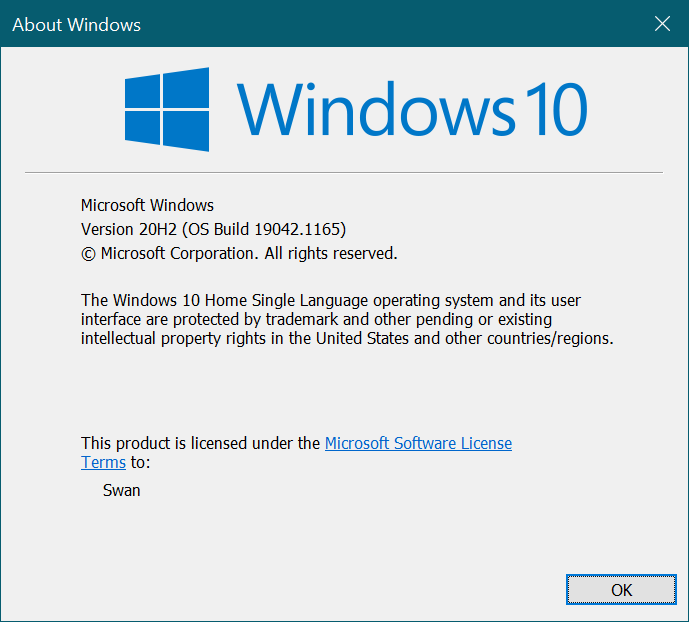 About Windows
Windows 10
Microsoft Windows
Version 20H2 (OS Build 19042.1165)
© Microsoft Corporation. All rights reserved.
The Windows 10 Home Single Language operating system and its user
interface are protected by trademark and other pending or existing
intellectual property rights in the United States and other countries/regions.
This product is licensed under the Microsoft Software License
Terms to:
Swan
OK